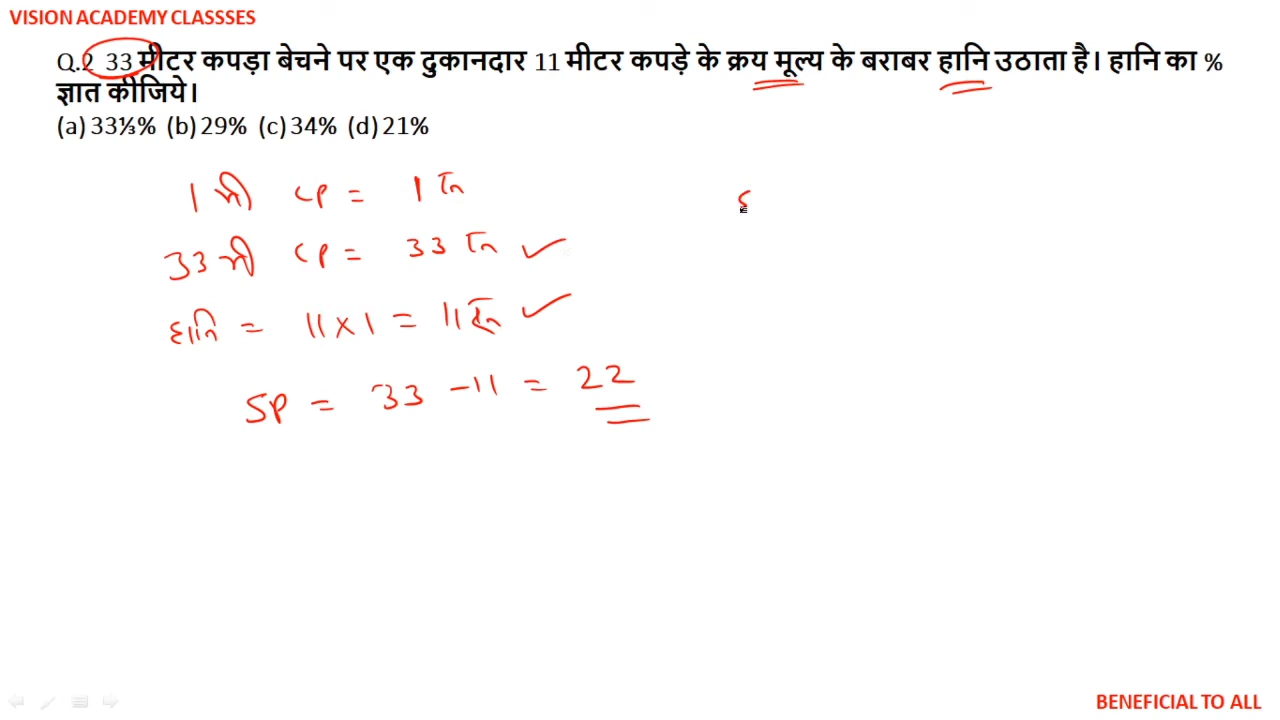 VISION ACADEMY CLASSSES
Q.2 33 मीटर कपड़ा बेचने पर एक दुकानदार 11 मीटर कपड़े के क्रय मूल्य के बराबर हानि उठाता है। हानि का %
ज्ञात कीजिये।
(a) 33⅓% (b) 29% (c) 34% (d) 21%
1 मी CP = 1
33 मी CP = 33
हानि = 11 x 1 = 11
SP = 33 - 11 = 22
BENEFICIAL TO ALL